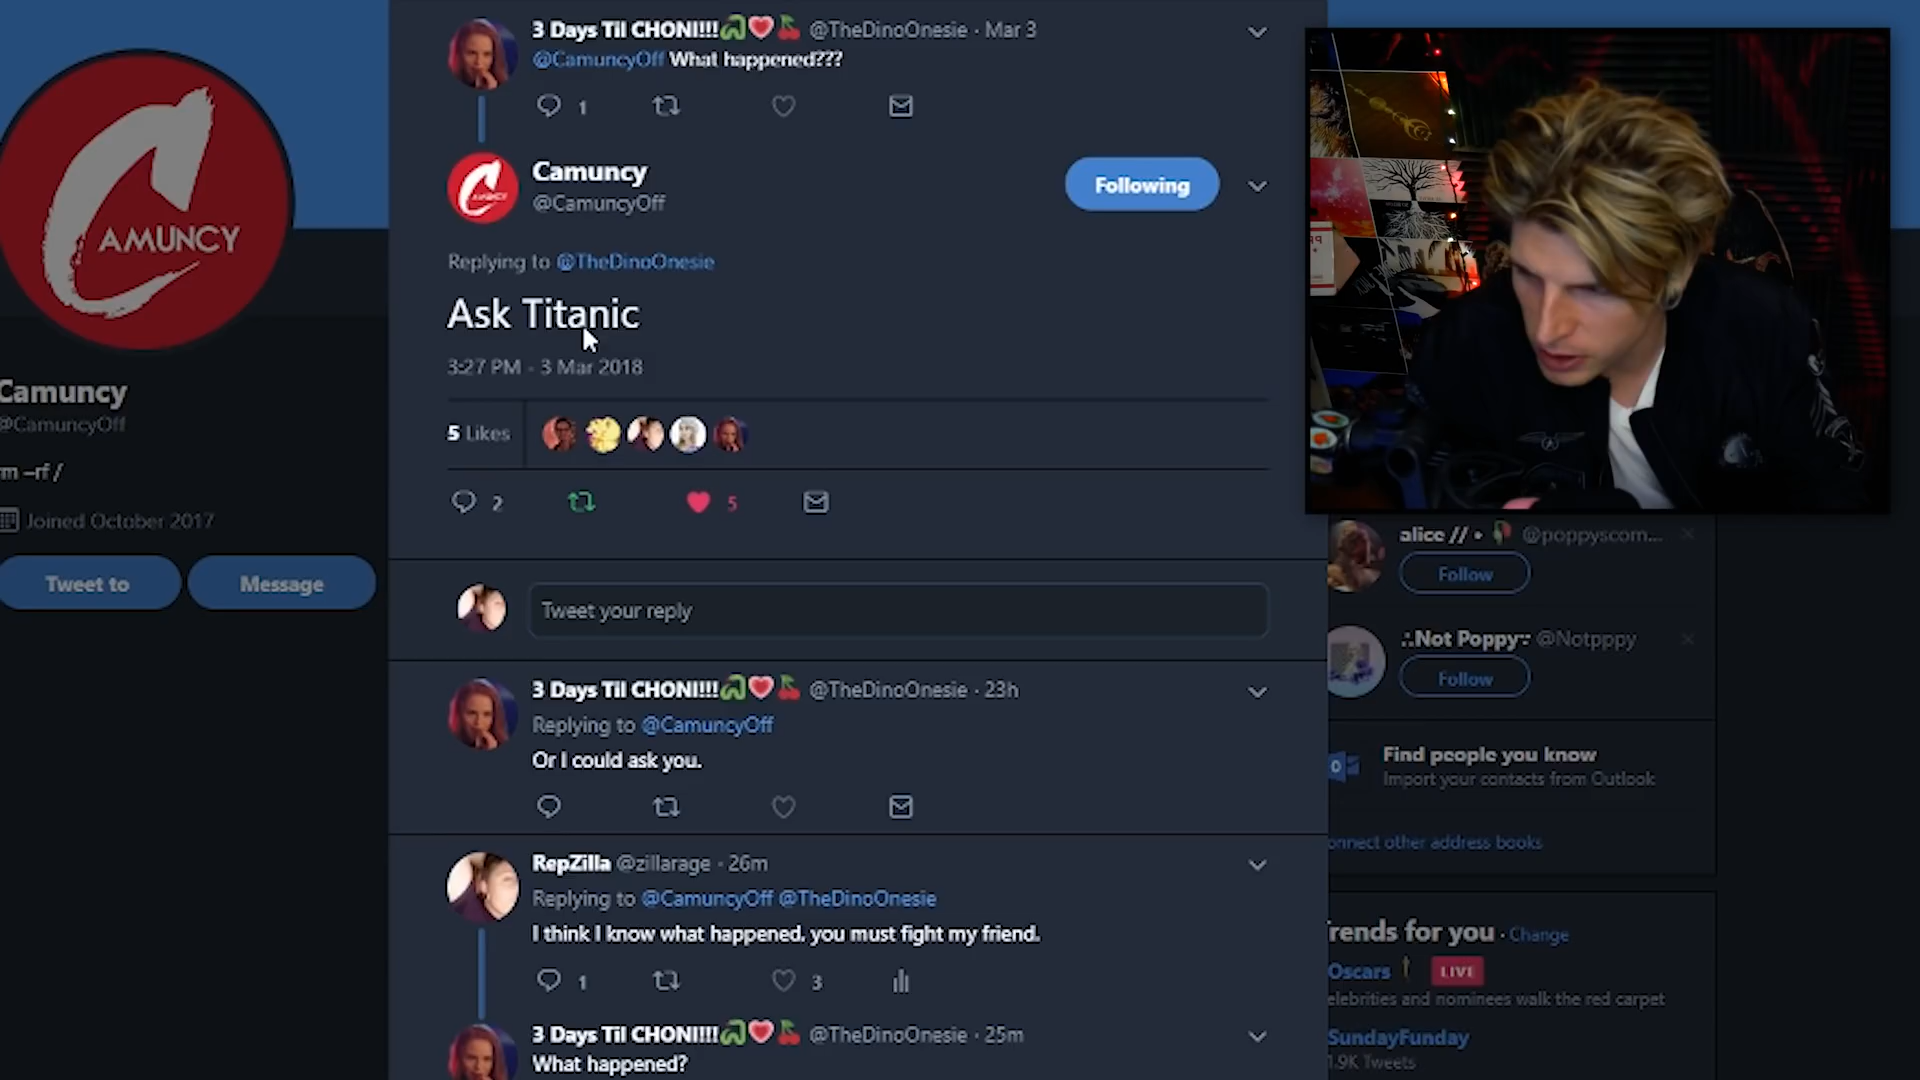 3 Days Til CHONI!!! @TheDinoOnesie · Mar 3
@CamuncyOff What happened???
1
AMUNCY
Camuncy
@CamuncyOff
Following
Replying to @TheDinoOnesie
Ask Titanic
3:27 PM - 3 Mar 2018
5 Likes
2
5
Camuncy
@CamuncyOff
rm -rf /
Joined October 2017
Tweet to
Message
Tweet your reply
3 Days Til CHONI!!! @TheDinoOnesie · 23h
Replying to @CamuncyOff
Or I could ask you.
RepZilla @zillarage · 26m
Replying to @CamuncyOff @TheDinoOnesie
I think I know what happened. you must fight my friend.
1
3
3 Days Til CHONI!!! @TheDinoOnesie · 25m
What happened?
alice // • @poppyscom...
Follow
∴Not Poppy∵ @Notpppy
Follow
Find people you know
Import your contacts from Outlook
onnect other address books
Trends for you · Change
Oscars LIVE
elebrities and nominees walk the red carpet
SundayFunday
1.9K Tweets